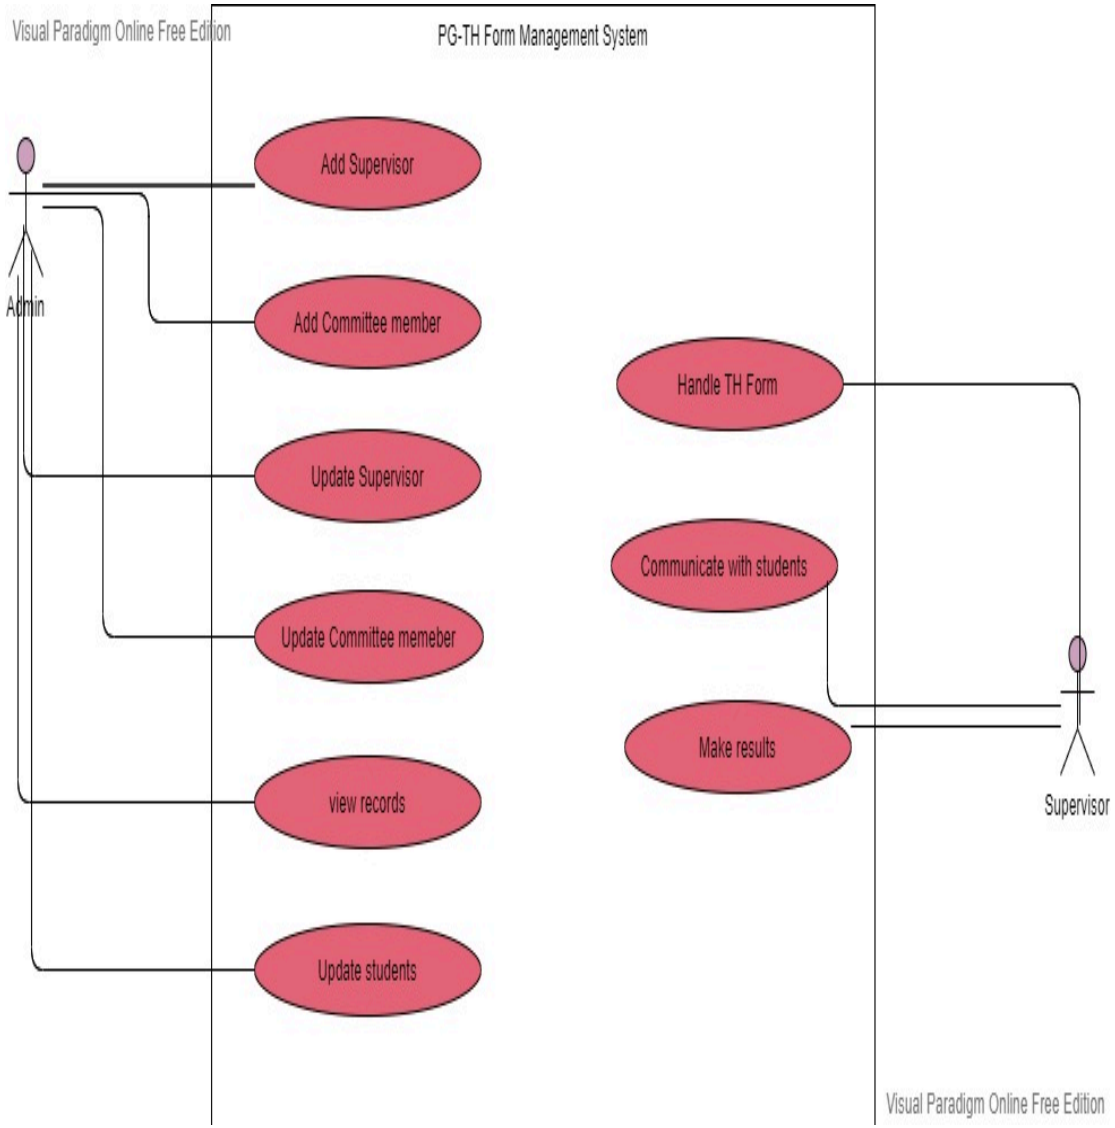 Visual Paradigm Online Free Edition
PG-TH Form Management System
Add Supervisor
Admin
Add Committee member
Handle TH Form
Update Supervisor
Communicate with students
Update Committee memeber
Make results
view records
Supervisor
Update students
Visual Paradigm Online Free Edition